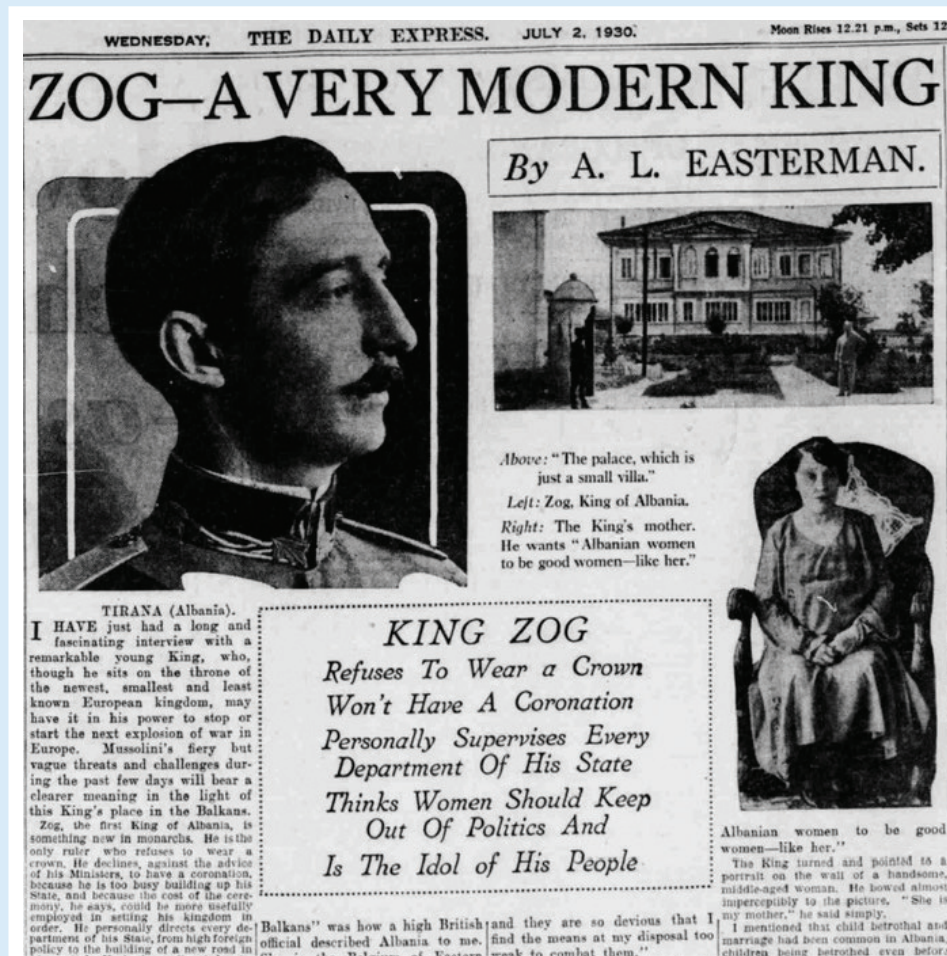 WEDNESDAY, THE DAILY EXPRESS. JULY 2, 1930. Moon Rises 12.21 p.m., Sets 12
ZOG—A VERY MODERN KING
By A. L. EASTERMAN.
Above: "The palace, which is
just a small villa."
Left: Zog, King of Albania.
Right: The King's mother.
He wants "Albanian women
to be good women—like her."
TIRANA (Albania).
I HAVE just had a long and
fascinating interview with a
remarkable young King, who,
though he sits on the throne of
the newest, smallest and least
known European kingdom, may
have it in his power to stop or
start the next explosion of war in
Europe. Mussolini's fiery but
vague threats and challenges dur-
ing the past few days will bear a
clearer meaning in the light of
this King's place in the Balkans.
Zog, the first King of Albania, is
something new in monarchs. He is the
only ruler who refuses to wear a
crown. He declines, against the advice
of his Ministers, to have a coronation,
because he is too busy building up his
State, and because the cost of the cere-
mony, he says, could be more usefully
employed in setting his kingdom in
order. He personally directs every de-
partment of his State, from high foreign
policy to the building of a new road in
KING ZOG
Refuses To Wear a Crown
Won't Have A Coronation
Personally Supervises Every
Department Of His State
Thinks Women Should Keep
Out Of Politics And
Is The Idol of His People
Balkans" was how a high British
official described Albania to me.
and they are so devious that I
find the means at my disposal too
weak to combat them."
Albanian women to be good
women—like her."
The King turned and pointed to a
portrait on the wall of a handsome,
middle-aged woman. He bowed almost
imperceptibly to the picture. "She is
my mother," he said simply.
I mentioned that child betrothal and
marriage had been common in Albania,
children being betrothed even before